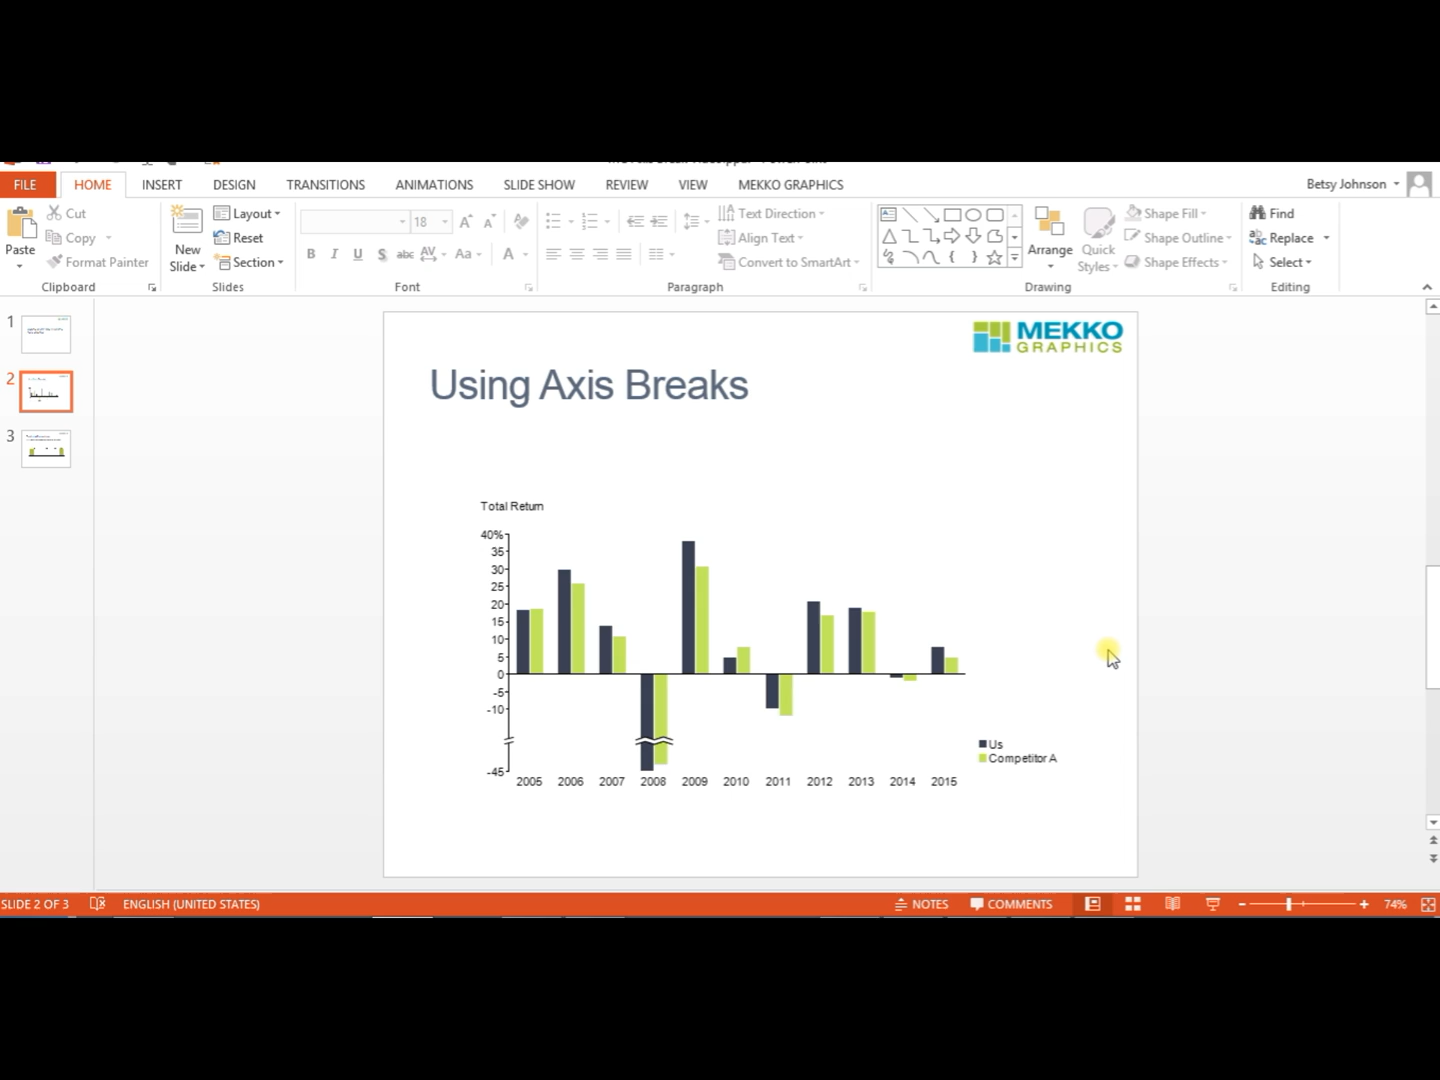 FILE HOME INSERT DESIGN TRANSITIONS ANIMATIONS SLIDE SHOW REVIEW VIEW MEKKO GRAPHICS Betsy Johnson
Paste Cut Copy Format Painter
Clipboard
New Slide Layout Reset Section
Slides
18
B I U S abc AV Aa A
Font
Text Direction
Align Text
Convert to SmartArt
Paragraph
Arrange
Quick Styles
Shape Fill
Shape Outline
Shape Effects
Drawing
Find
Replace
Select
Editing
1
2
3
MEKKO
GRAPHICS
Using Axis Breaks
Total Return
40%
35
30
25
20
15
10
5
0
-5
-10
-45
2005 2006 2007 2008 2009 2010 2011 2012 2013 2014 2015
Us
Competitor A
SLIDE 2 OF 3 ENGLISH (UNITED STATES) NOTES COMMENTS 74%